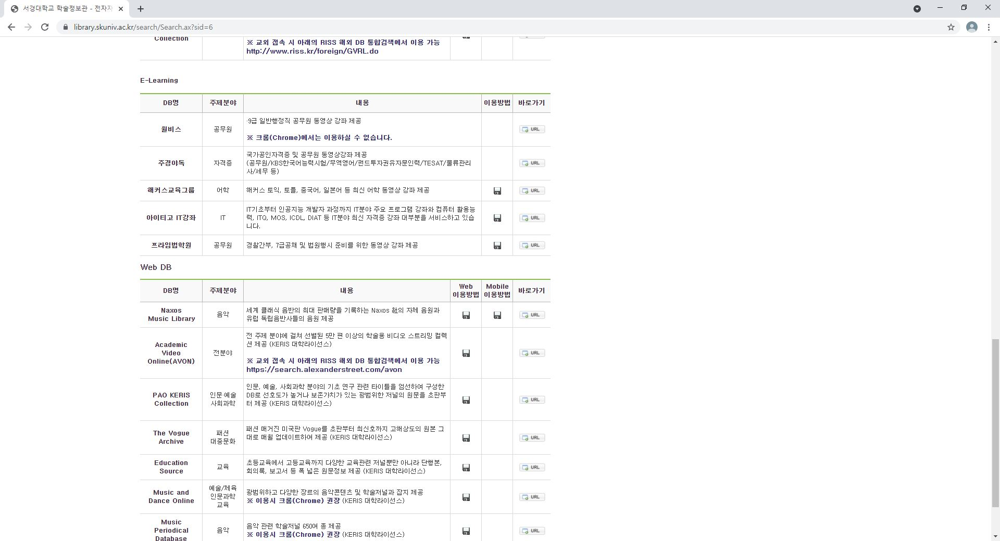 서경대학교 학술정보관 - 전자자
library.skuniv.ac.kr/search/Search.ax?sid=6
Collection
※ 교외 접속 시 아래의 RISS 해외 DB 통합검색에서 이용 가능
http://www.riss.kr/foreign/GVRL.do
E-Learning
DB명 주제분야 내용 이용방법 바로가기
윌비스 공무원
·9급 일반행정직 공무원 동영상 강좌 제공
※ 크롬(Chrome)에서는 이용하실 수 없습니다.
URL
주경야독 자격증
국가공인자격증 및 공무원 동영상강좌 제공
(공무원/KBS한국어능력시험/무역영어/펀드투자권유자문인력/TESAT/물류관리
사/세무 등)
URL
해커스교육그룹 어학 해커스 토익, 토플, 중국어, 일본어 등 최신 어학 동영상 강좌 제공 URL
아이티고 IT강좌 IT
IT기초부터 인공지능 개발자 과정까지 IT분야 주요 프로그램 강좌와 컴퓨터 활용능
력, ITQ, MOS, ICDL, DIAT 등 IT분야 최신 자격증 강좌 대부분을 서비스하고 있습
니다.
URL
프라임법학원 공무원 경찰간부, 7급공채 및 법원행시 준비를 위한 동영상 강좌 제공 URL
Web DB
DB명 주제분야 내용
Web
이용방법
Mobile
이용방법
바로가기
Naxos
Music Library
음악
세계 클래식 음반의 최대 판매량을 기록하는 Naxos 社의 자체 음원과
유럽 독립음반사들의 음원 제공
URL
Academic
Video
Online(AVON)
전분야
전 주제 분야에 걸쳐 선별된 5만 편 이상의 학술용 비디오 스트리밍 컬렉
션 제공 (KERIS 대학라이선스)
※ 교외 접속 시 아래의 RISS 해외 DB 통합검색에서 이용 가능
https://search.alexanderstreet.com/avon
URL
PAO KERIS
Collection
인문·예술
사회과학
인문, 예술, 사회과학 분야의 기초 연구 관련 타이틀을 엄선하여 구성한
DB로 선호도가 높거나 보존가치가 있는 광범위한 저널의 원문을 초판부
터 제공 (KERIS 대학라이선스)
URL
The Vogue
Archive
패션
대중문화
패션 매거진 미국판 Vogue를 초판부터 최신호까지 고해상도의 원본 그
대로 매월 업데이트하여 제공 (KERIS 대학라이선스)
URL
Education
Source
교육
초등교육에서 고등교육까지 다양한 교육관련 저널뿐만 아니라 단행본,
회의록, 보고서 등 폭 넓은 원문정보 제공 (KERIS 대학라이선스)
URL
Music and
Dance Online
예술/체육
인문과학
교육
광범위하고 다양한 장르의 음악콘텐츠 및 학술저널과 잡지 제공
※ 이용시 크롬(Chrome) 권장 (KERIS 대학라이선스)
URL
Music
Periodical
Database
음악
음악 관련 학술저널 650여 종 제공
※ 이용시 크롬(Chrome) 권장 (KERIS 대학라이선스)
URL